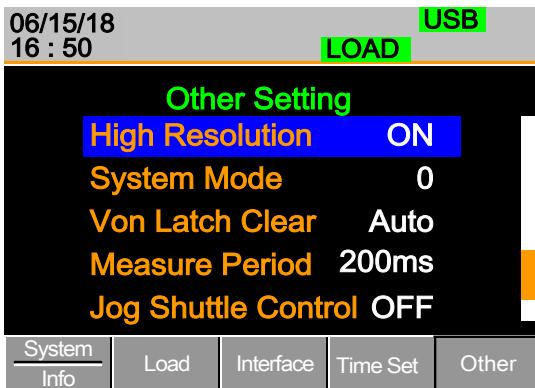 06/15/18 USB
16 : 50 LOAD
Other Setting
High Resolution ON
System Mode 0
Von Latch Clear Auto
Measure Period 200ms
Jog Shuttle Control OFF
System
Info Load Interface Time Set Other